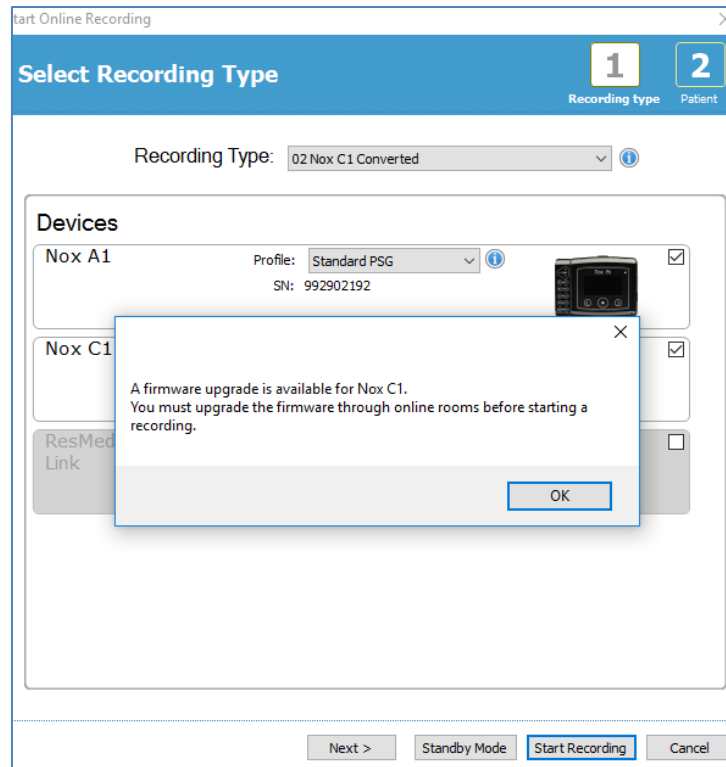 tart Online Recording
Select Recording Type
1
Recording type
2
Patient
Recording Type: 02 Nox C1 Converted
Devices
Nox A1
Profile: Standard PSG
SN: 992902192
Nox C1
A firmware upgrade is available for Nox C1.
You must upgrade the firmware through online rooms before starting a
recording.
OK
ResMed
Link
Next > Standby Mode Start Recording Cancel